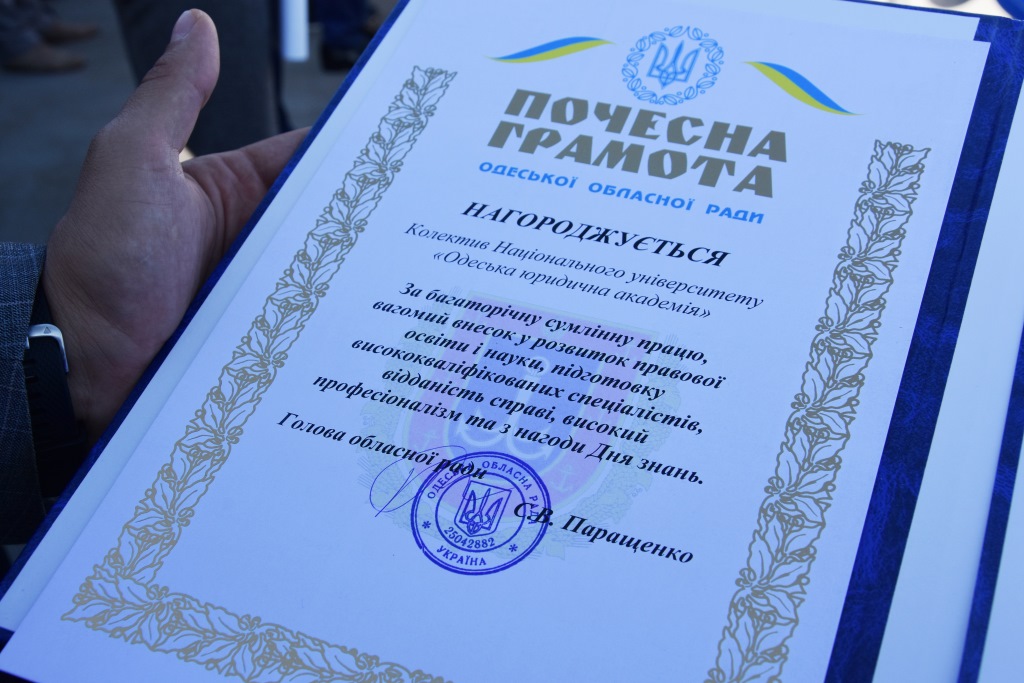 ПОЧЕСНА
ГРАМОТА
ОДЕСЬКОЇ ОБЛАСНОЇ РАДИ
НАГОРОДЖУЄТЬСЯ
Колектив Національного університету
«Одеська юридична академія»
За багаторічну сумлінну працю,
вагомий внесок у розвиток правової
освіти і науки, підготовку
висококваліфікованих спеціалістів,
відданість справі, високий
професіоналізм та з нагоди Дня знань.
Голова обласної ради
С.В. Паращенко
ОДЕСЬКА ОБЛАСНА РАДА
25042882
* УКРАЇНА *